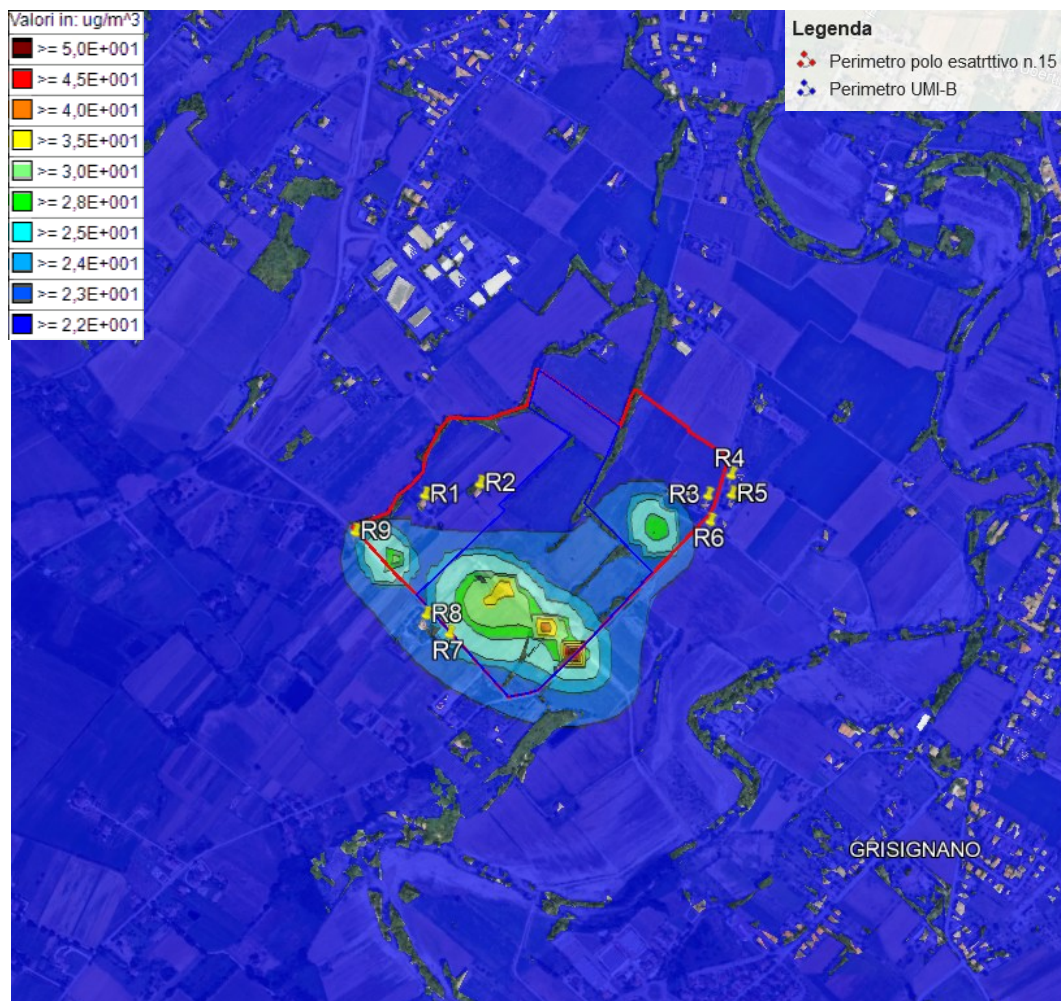 Valori in: ug/m^3
>= 5,0E+001
>= 4,5E+001
>= 4,0E+001
>= 3,5E+001
>= 3,0E+001
>= 2,8E+001
>= 2,5E+001
>= 2,4E+001
>= 2,3E+001
>= 2,2E+001
Legenda
Perimetro polo esatrttivo n.15
Perimetro UMI-B
R4
R2
R1
R3
R5
R9
R6
R8
R7
GRISIGNANO